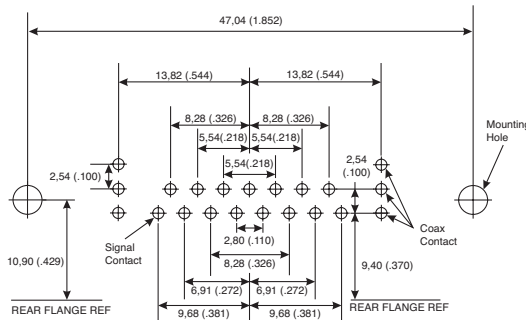 47,04 (1.852)
13,82 (.544)
13,82 (.544)
8,28 (.326)
8,28 (.326)
Mounting
Hole
5,54(.218)
5,54(.218)
5,54(.218)
2,54
(.100)
2,54 (.100)
Signal
Contact
2,80 (.110)
Coax
Contact
10,90 (.429)
8,28 (.326)
9,40 (.370)
6,91 (.272)
6,91 (.272)
REAR FLANGE REF
REAR FLANGE REF
9,68 (.381)
9,68 (.381)